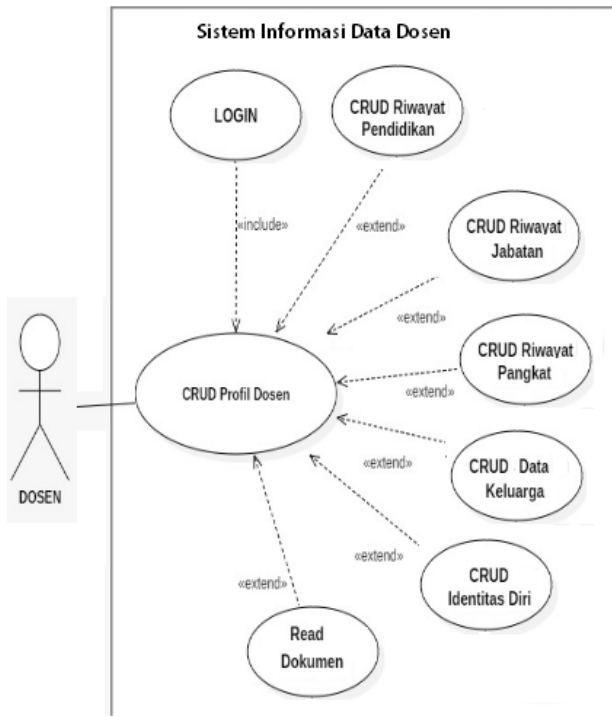 Sistem Informasi Data Dosen
LOGIN
CRUD Riwayat
Pendidikan
«include»
«extend»
CRUD Riwayat
Jabatan
«extend»
CRUD Riwayat
Pangkat
«extend»
CRUD Profil Dosen
DOSEN
CRUD Data
Keluarga
«extend»
CRUD
Identitas Diri
«extend»
«extend»
Read
Dokumen